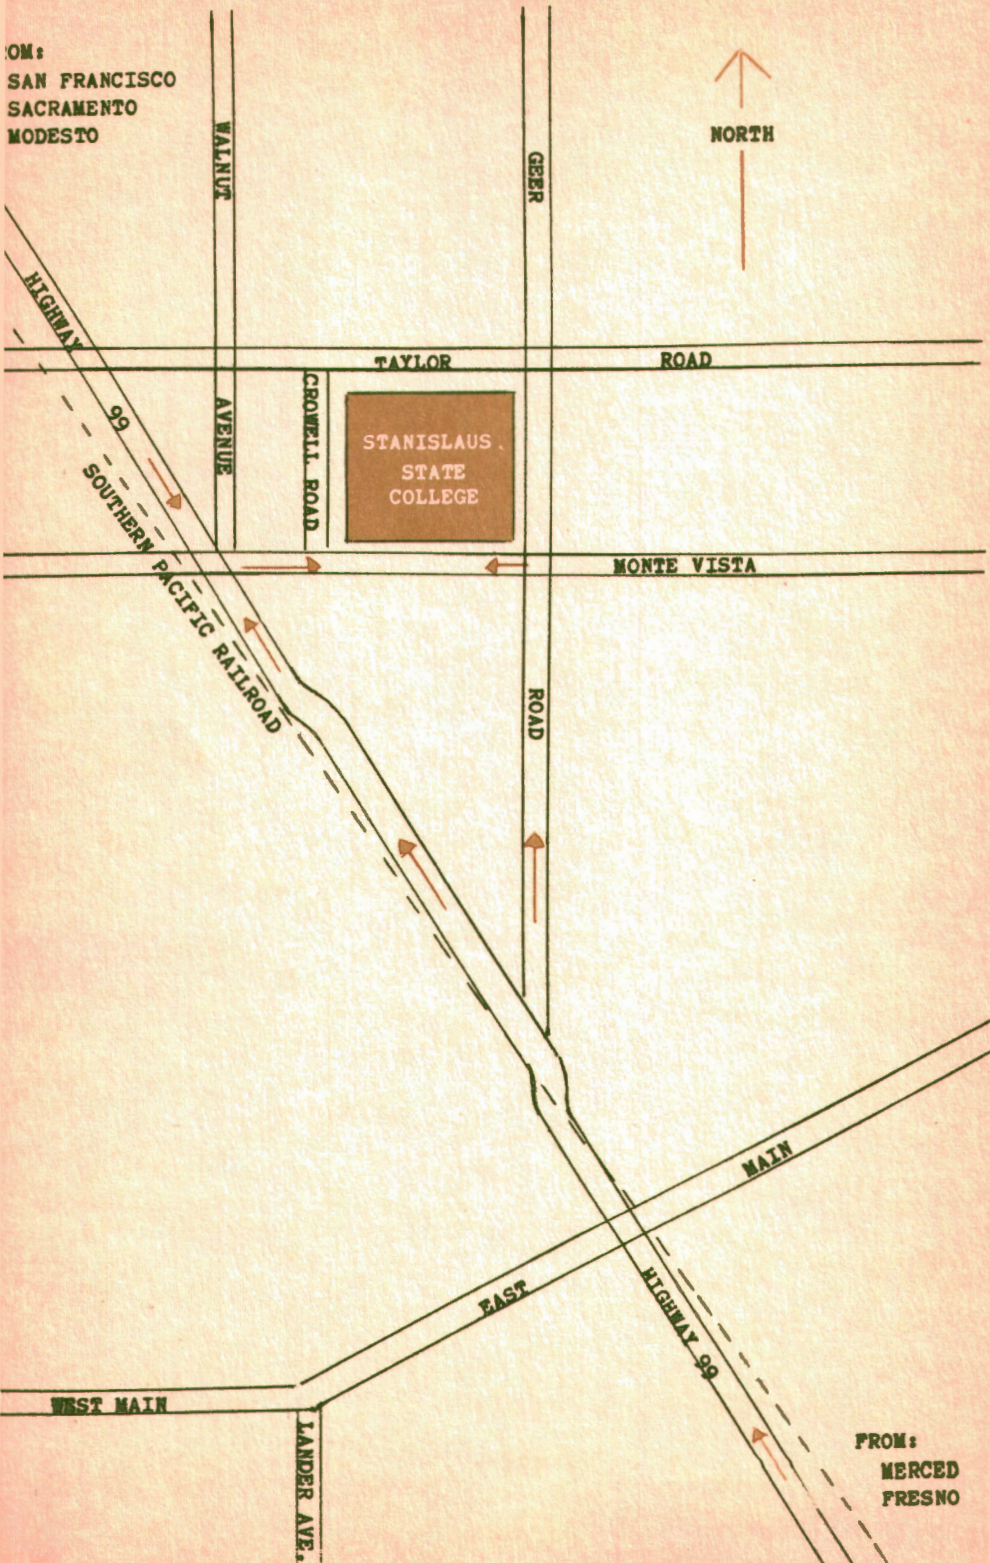 OM:
SAN FRANCISCO
SACRAMENTO
MODESTO
WALNUT
GEER
NORTH
HIGHWAY
TAYLOR ROAD
99
AVENUE
CROWELL ROAD
STANISLAUS
STATE
COLLEGE
SOUTHERN PACIFIC RAILROAD
MONTE VISTA
ROAD
MAIN
EAST
HIGHWAY 99
WEST MAIN
LANDER AVE.
FROM:
MERCED
FRESNO